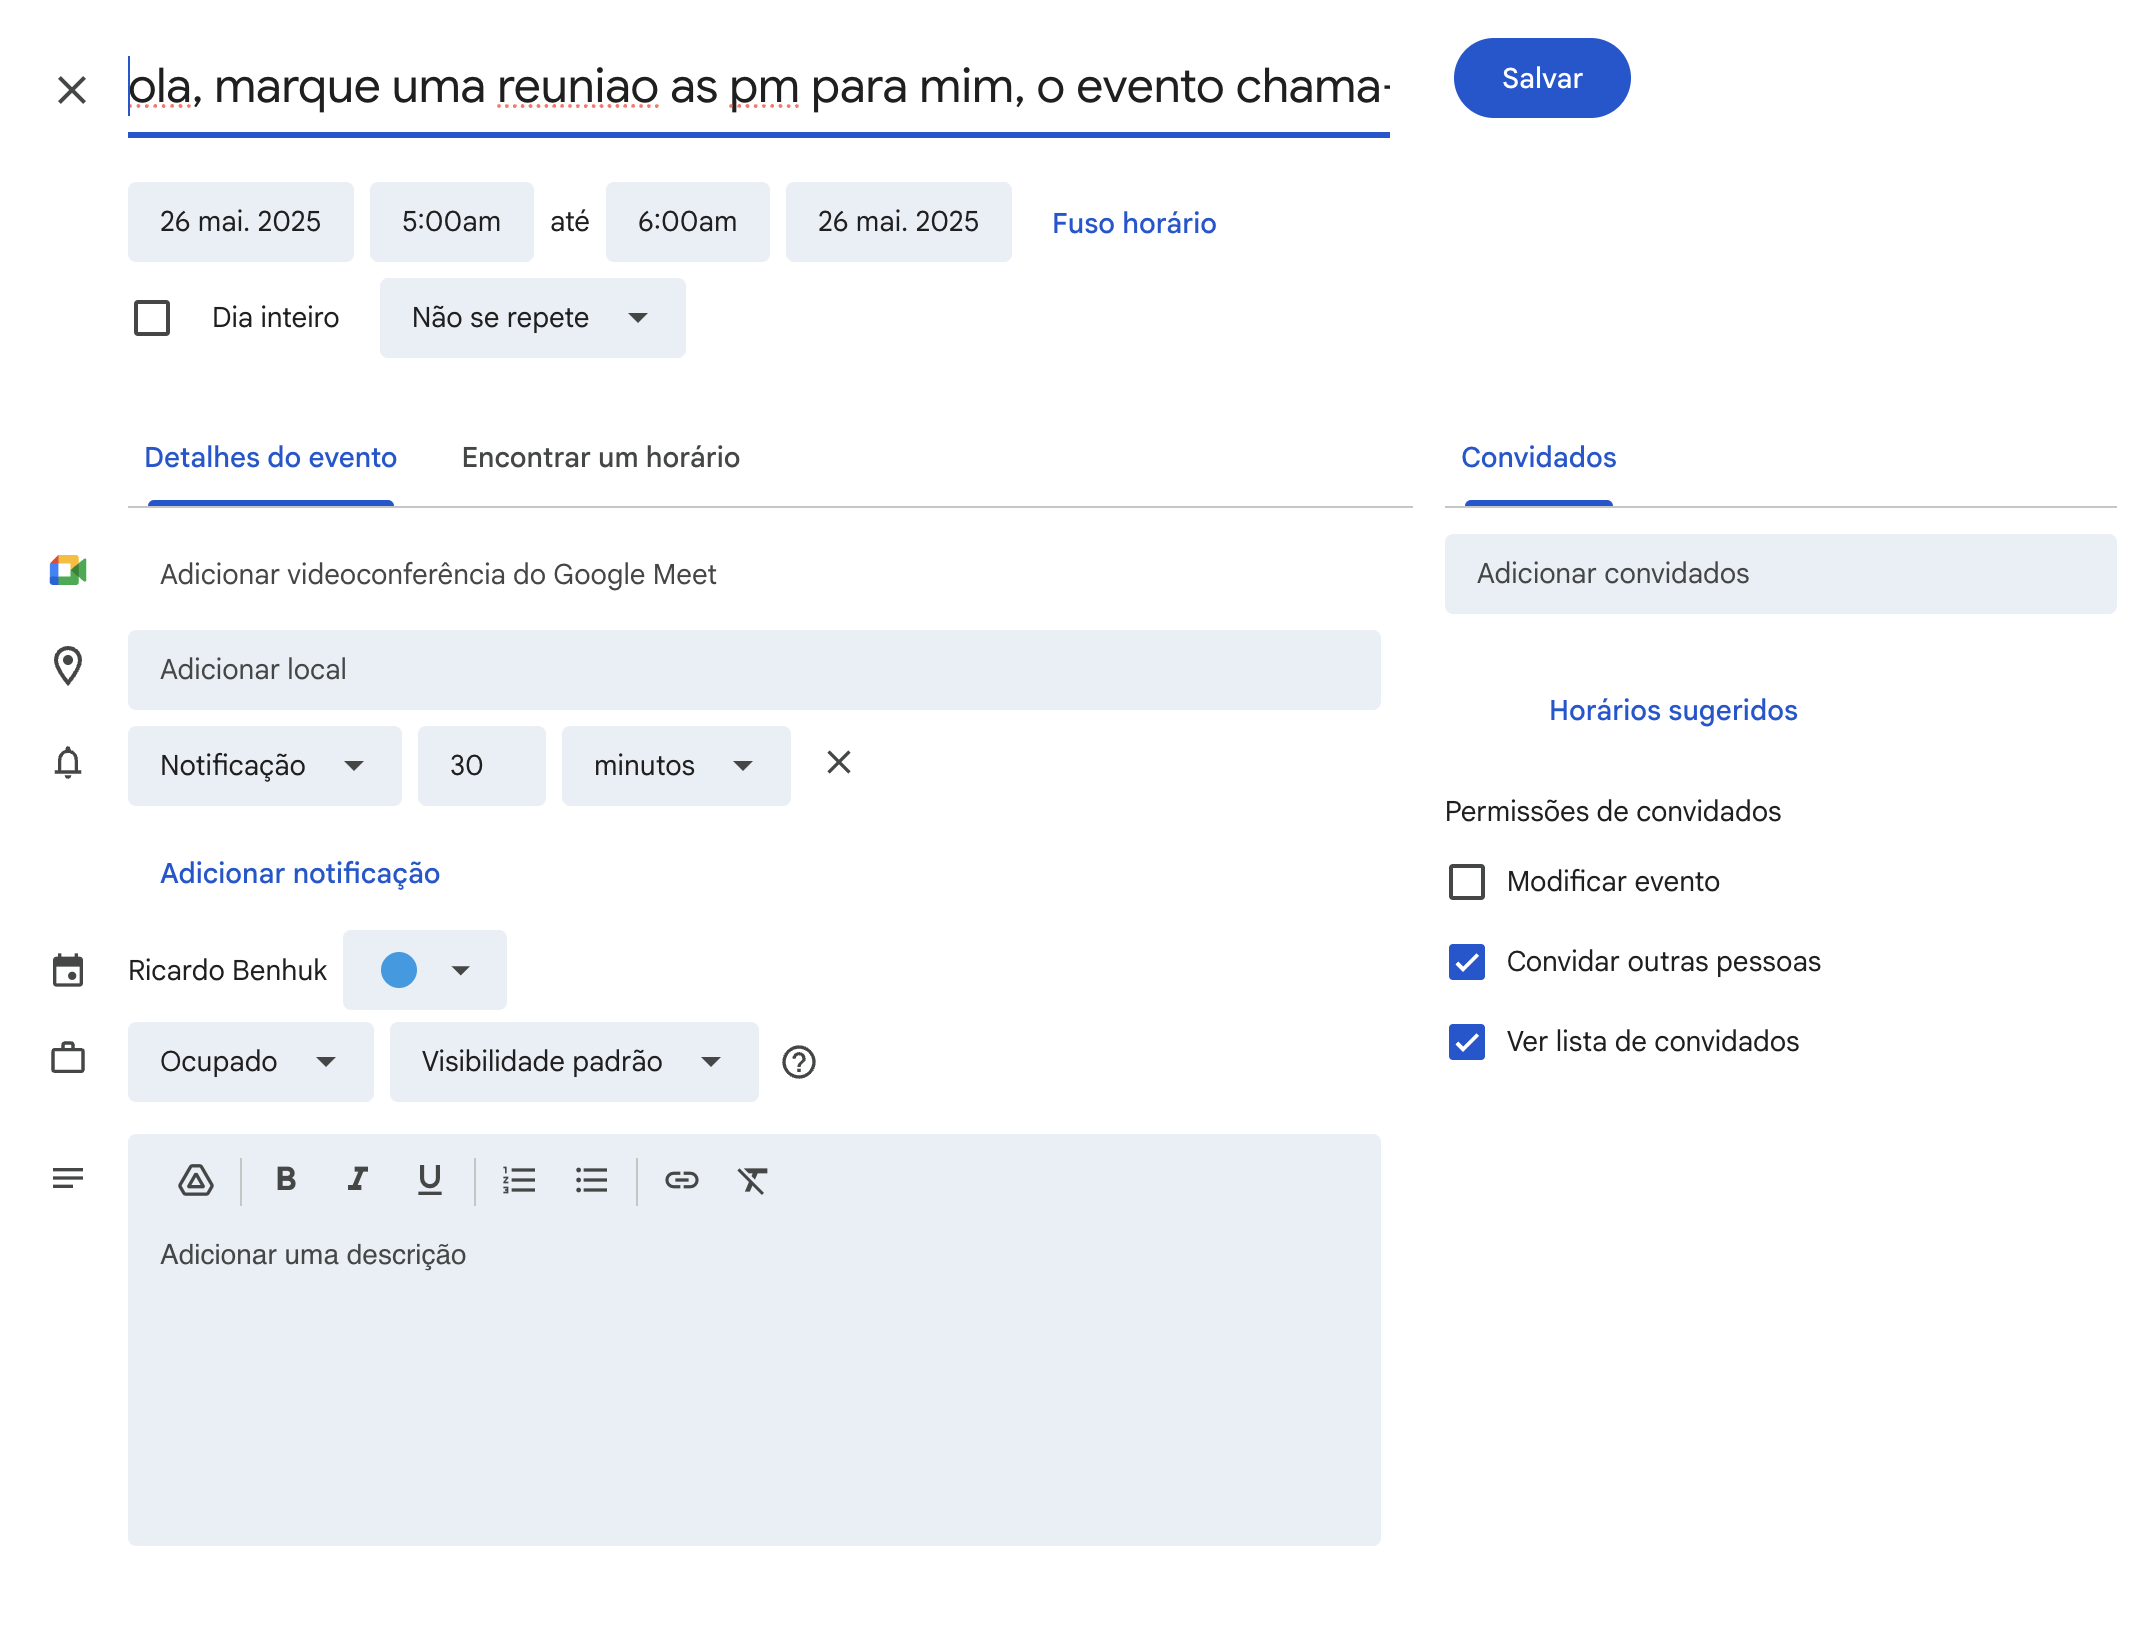 ola, marque uma reuniao as pm para mim, o evento chama-
Salvar
26 mai. 2025 5:00am até 6:00am 26 mai. 2025 Fuso horário
Dia inteiro Não se repete
Detalhes do evento Encontrar um horário
Convidados
Adicionar videoconferência do Google Meet
Adicionar convidados
Adicionar local
Horários sugeridos
Notificação 30 minutos
Permissões de convidados
Adicionar notificação
Modificar evento
Ricardo Benhuk
Convidar outras pessoas
Ocupado Visibilidade padrão
Ver lista de convidados
B I U
Adicionar uma descrição